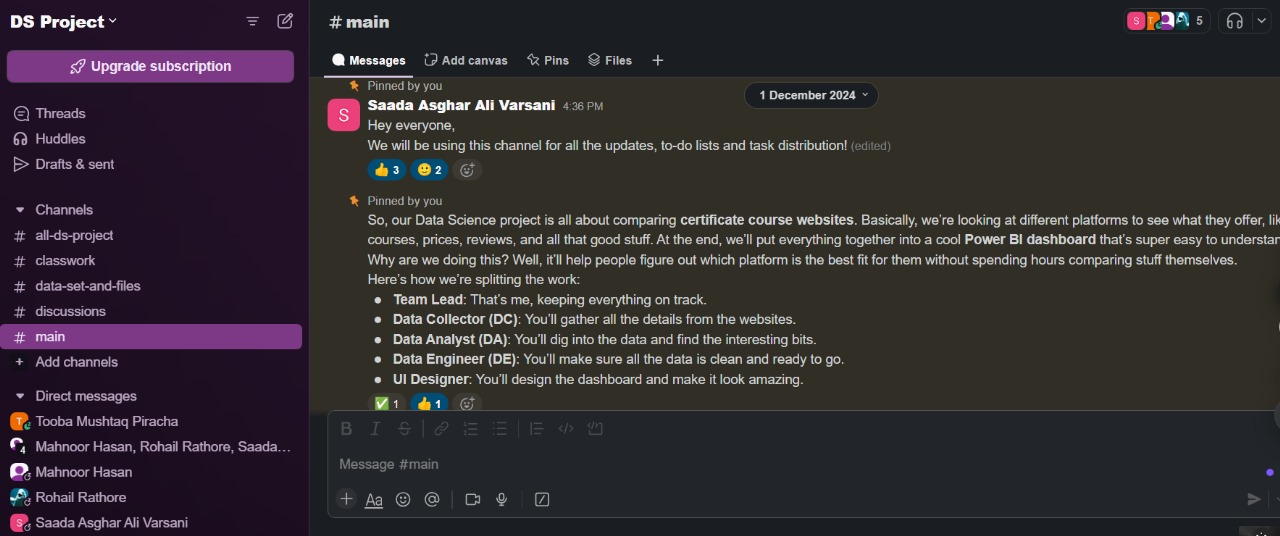 DS Project
Upgrade subscription
Threads
Huddles
Drafts & sent
Channels
# all-ds-project
# classwork
# data-set-and-files
# discussions
# main
+ Add channels
Direct messages
T Tooba Mushtaq Piracha
4 Mahnoor Hasan, Rohail Rathore, Saada...
Mahnoor Hasan
Rohail Rathore
S Saada Asghar Ali Varsani
# main
S T 5
Messages Add canvas Pins Files +
1 December 2024
Pinned by you
S Saada Asghar Ali Varsani 4:36 PM
Hey everyone,
We will be using this channel for all the updates, to-do lists and task distribution! (edited)
👍 3 🙂 2
Pinned by you
So, our Data Science project is all about comparing certificate course websites. Basically, we're looking at different platforms to see what they offer, lik
courses, prices, reviews, and all that good stuff. At the end, we'll put everything together into a cool Power BI dashboard that's super easy to understan
Why are we doing this? Well, it'll help people figure out which platform is the best fit for them without spending hours comparing stuff themselves.
Here's how we're splitting the work:
• Team Lead: That's me, keeping everything on track.
• Data Collector (DC): You'll gather all the details from the websites.
• Data Analyst (DA): You'll dig into the data and find the interesting bits.
• Data Engineer (DE): You'll make sure all the data is clean and ready to go.
• UI Designer: You'll design the dashboard and make it look amazing.
✅ 1 👍 1
B I S
Message #main
+ Aa @